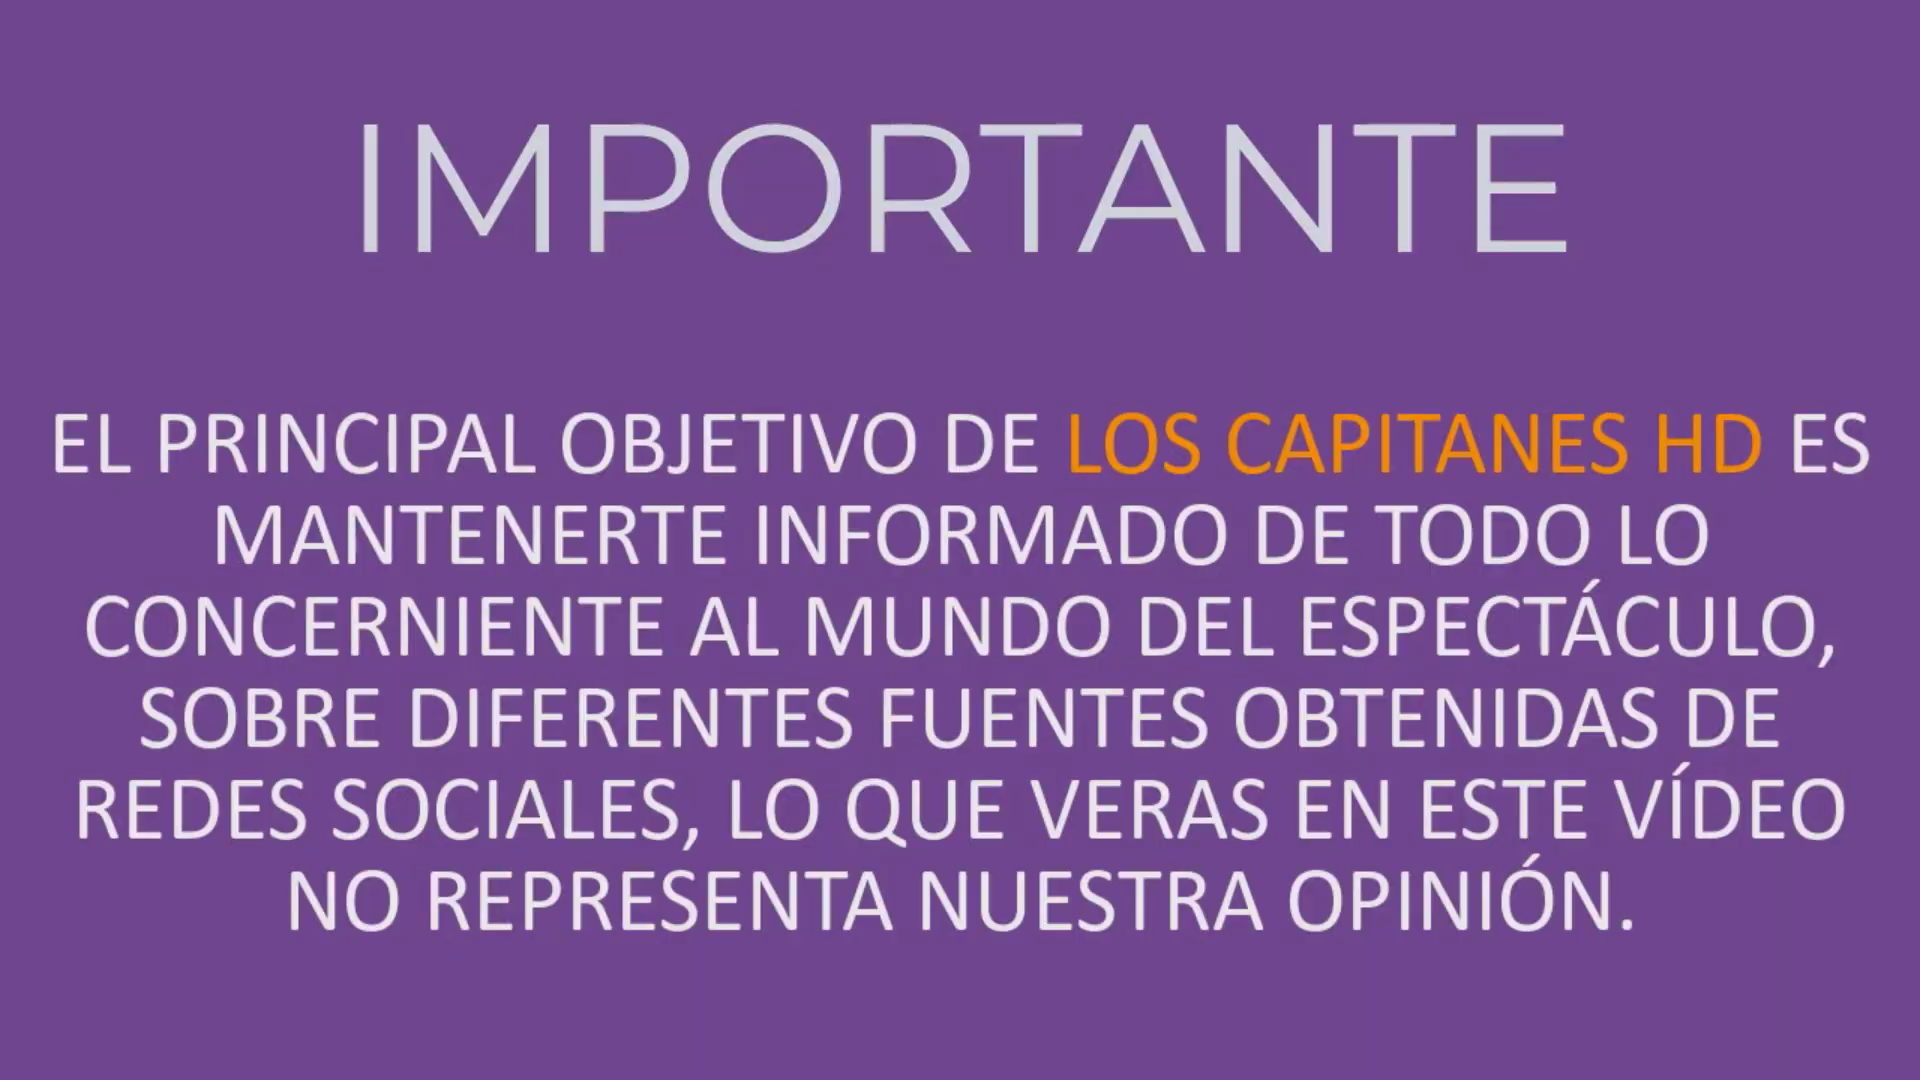 IMPORTANTE
EL PRINCIPAL OBJETIVO DE LOS CAPITANES HD ES
MANTENERTE INFORMADO DE TODO LO
CONCERNIENTE AL MUNDO DEL ESPECTÁCULO,
SOBRE DIFERENTES FUENTES OBTENIDAS DE
REDES SOCIALES, LO QUE VERAS EN ESTE VÍDEO
NO REPRESENTA NUESTRA OPINIÓN.